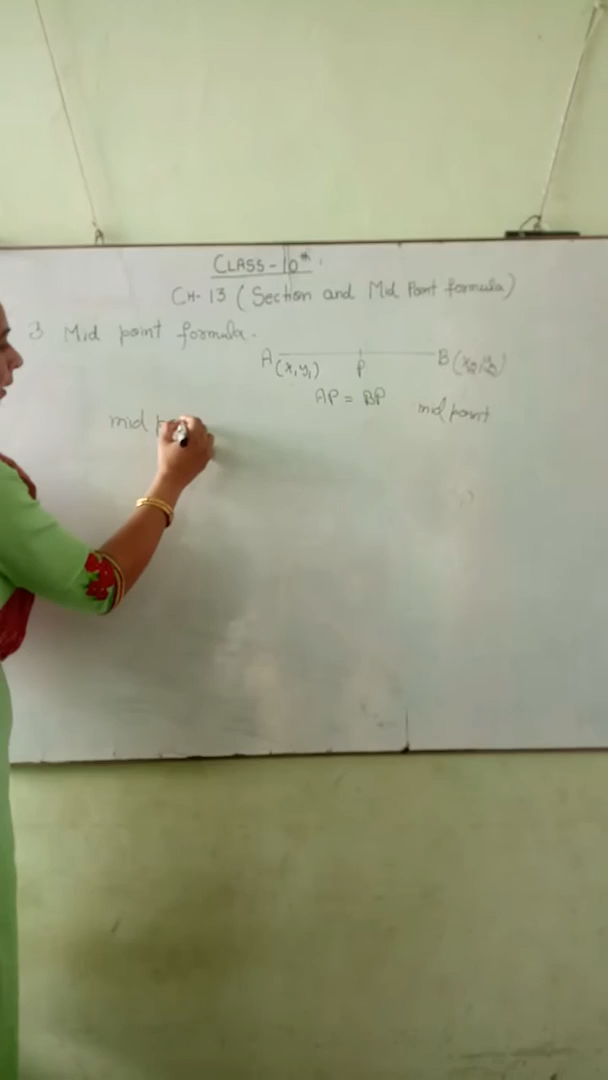 CLASS-10th
CH-13 (Section and Mid Point formula)
3 Mid point formula.
A P B
(x, y1) (x2, y2)
AP = BP mid point
mid p